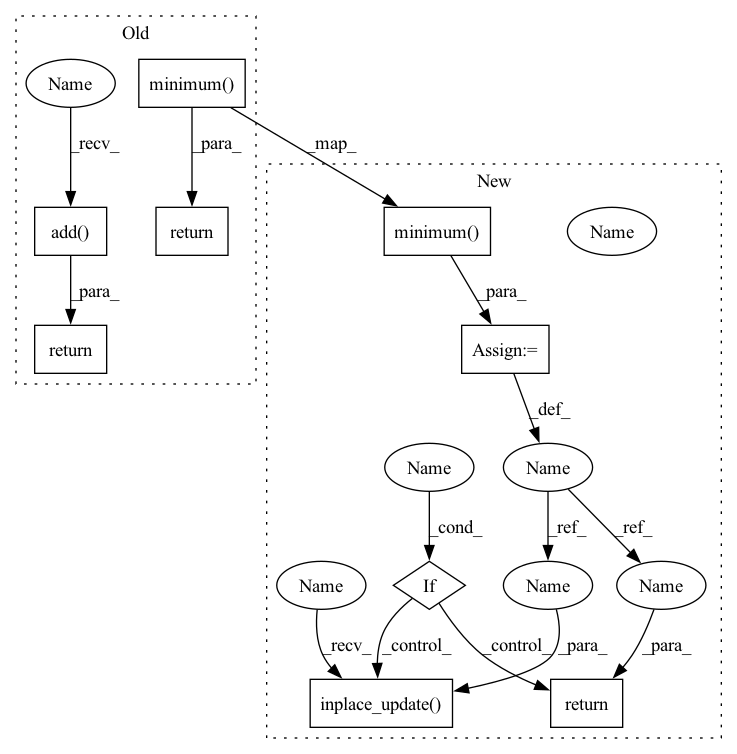 Old
Name
minimum()
_recv_
_para_
_map_
New
add()
return
minimum()
Name
_para_
_para_
return
Assign:=
_def_
Name
Name
_cond_
_ref_
_ref_
Name
If
Name
Name
_recv_
_control_
_control_
_para_
_para_
inplace_update()
return